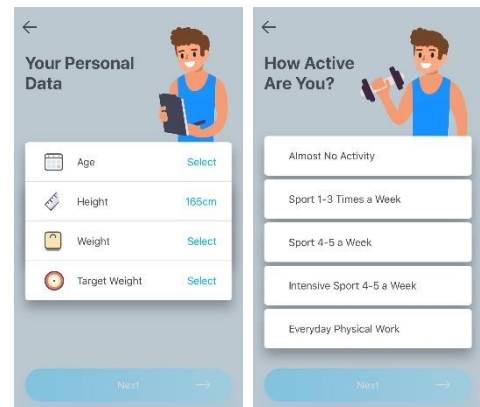 Your Personal
Data
Age Select
Height 165cm
Weight Select
Target Weight Select
Next
How Active
Are You?
Almost No Activity
Sport 1-3 Times a Week
Sport 4-5 a Week
Intensive Sport 4-5 a Week
Everyday Physical Work
Next